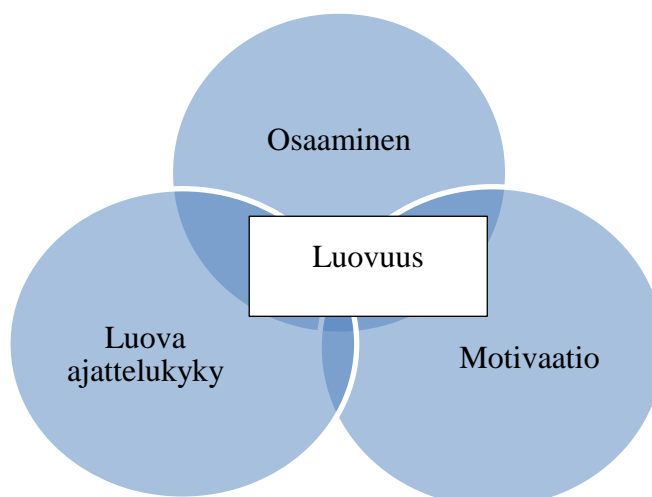 Osaaminen
Luovuus
Luova
ajattelukyky
Motivaatio